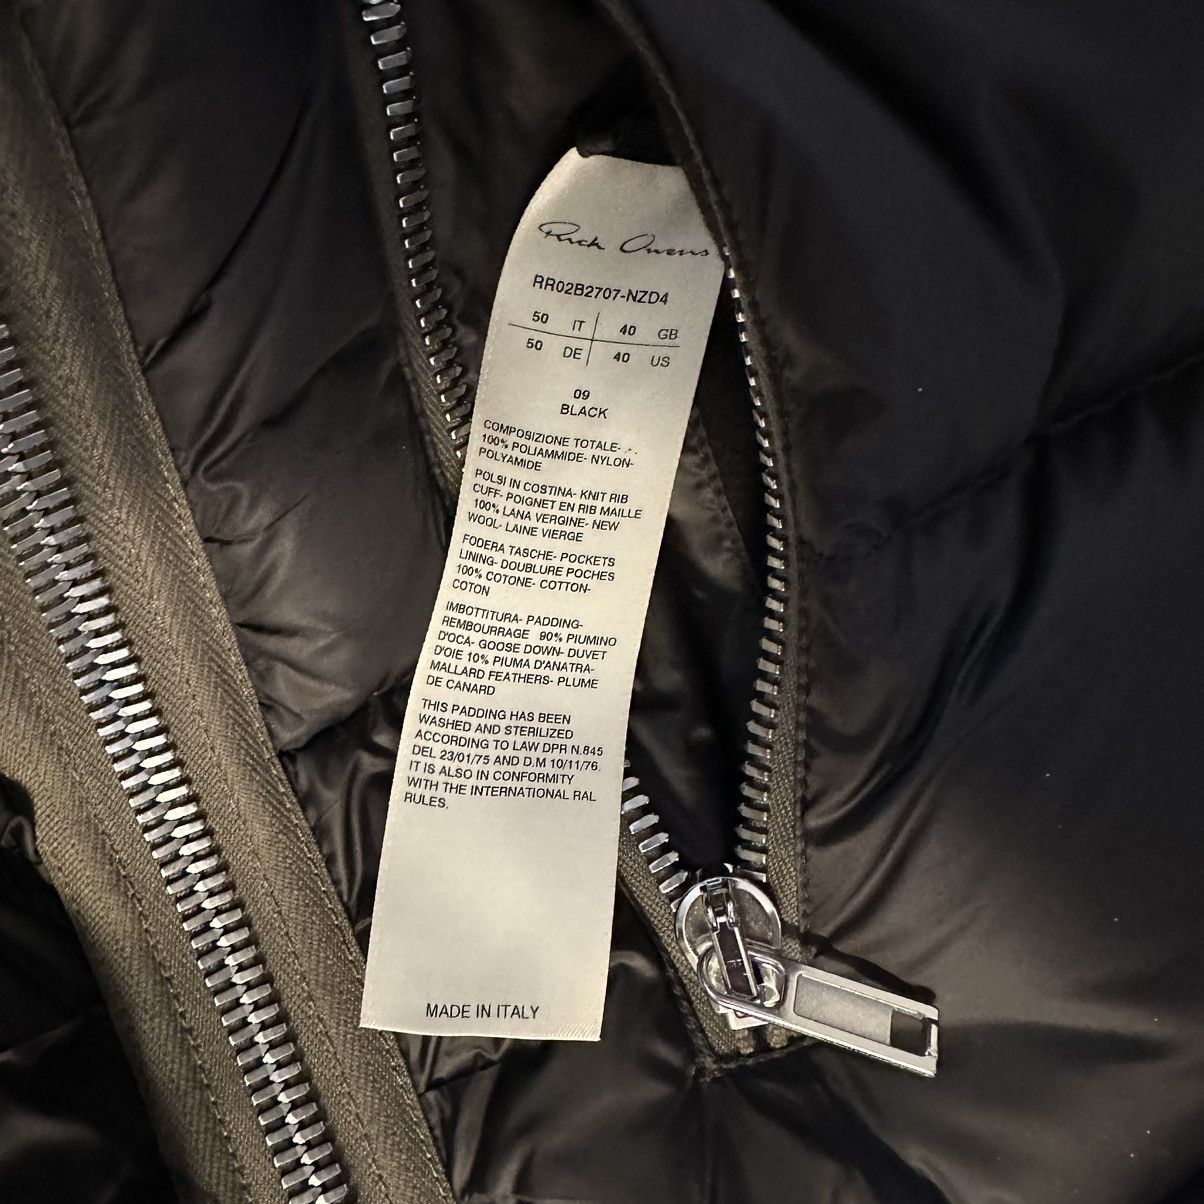 Rick Owens
RR02B2707-NZD4
50 IT 40 GB
50 DE 40 US
09
BLACK
COMPOSIZIONE TOTALE-
100% POLIAMMIDE- NYLON-
POLYAMIDE
POLSI IN COSTINA- KNIT RIB
CUFF- POIGNET EN RIB MAILLE
100% LANA VERGINE- NEW
WOOL- LAINE VIERGE
FODERA TASCHE- POCKETS
LINING- DOUBLURE POCHES
100% COTONE- COTTON-
COTON
IMBOTTITURA- PADDING-
REMBOURRAGE 90% PIUMINO
D'OCA- GOOSE DOWN- DUVET
D'OIE 10% PIUMA D'ANATRA-
MALLARD FEATHERS- PLUME
DE CANARD
THIS PADDING HAS BEEN
WASHED AND STERILIZED
ACCORDING TO LAW DPR N.845
DEL 23/01/75 AND D.M 10/11/76.
IT IS ALSO IN CONFORMITY
WITH THE INTERNATIONAL RAL
RULES.
MADE IN ITALY